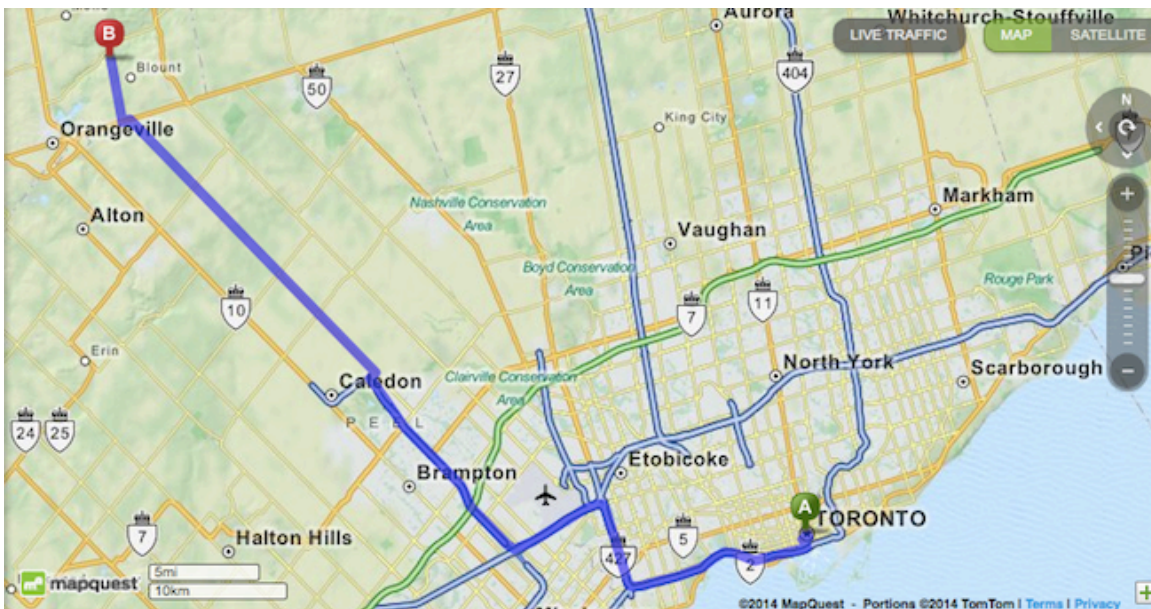 Aurora
Whitchurch-Stouffville
LIVE TRAFFIC
MAP
SATELLITE
B
Blount
50
27
404
N
King City
Orangeville
Nashville Conservation
Area
Markham
Alton
Vaughan
Boyd Conservation
Area
Rouge Park
10
7
11
Erin
Caledon
Clairville Conservation
Area
North York
Scarborough
PEEL
24
25
Brampton
Etobicoke
A
TORONTO
7
Halton Hills
427
5
2
mapquest
5mi
10km
©2014 MapQuest - Portions ©2014 TomTom | Terms | Privacy